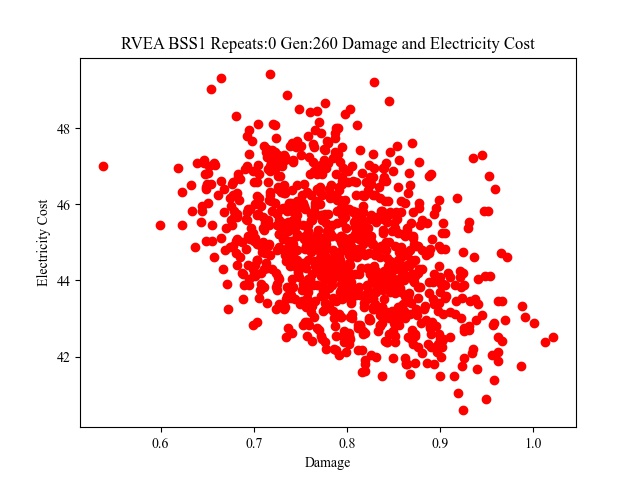 RVEA BSS1 Repeats:0 Gen:260 Damage and Electricity Cost
48
46
44
42
Electricity Cost
0.6 0.7 0.8 0.9 1.0
Damage